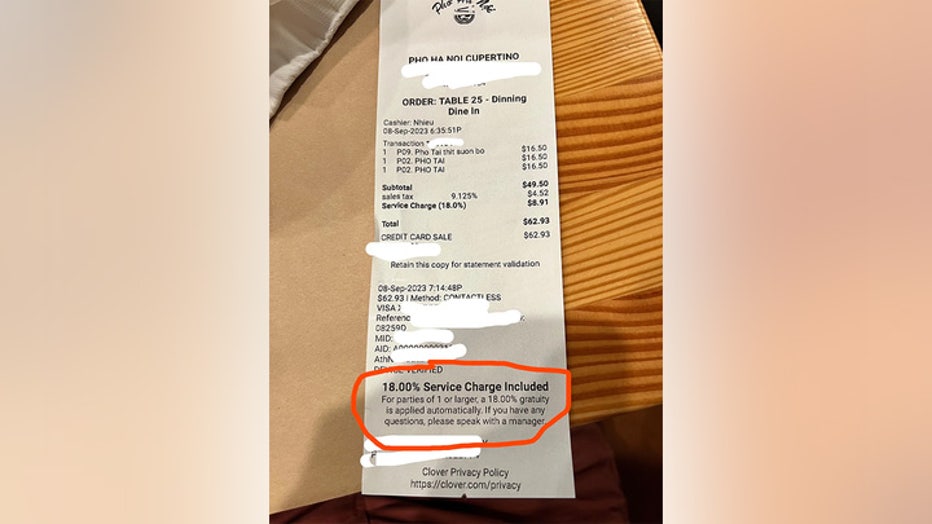 PHO HA NOI CUPERTINO
ORDER: TABLE 25 - Dinning
Dine In
Cashier: Nhieu
08-Sep-2023 6:35:51P
Transaction
1 P09. Pho Tai thit suon bo $16.50
1 P02. PHO TAI $16.50
1 P02. PHO TAI $16.50
Subtotal $49.50
sales tax 9.125% $4.52
Service Charge (18.0%) $8.91
Total $62.93
CREDIT CARD SALE $62.93
Retain this copy for statement validation
08-Sep-2023 7:14:48P
$62.93 | Method: CONTACTLESS
VISA
08259D
MID:
AID:
DEVICE VERIFIED
18.00% Service Charge Included
For parties of 1 or larger, a 18.00% gratuity
is applied automatically. If you have any
questions, please speak with a manager.
Clover Privacy Policy
https://clover.com/privacy